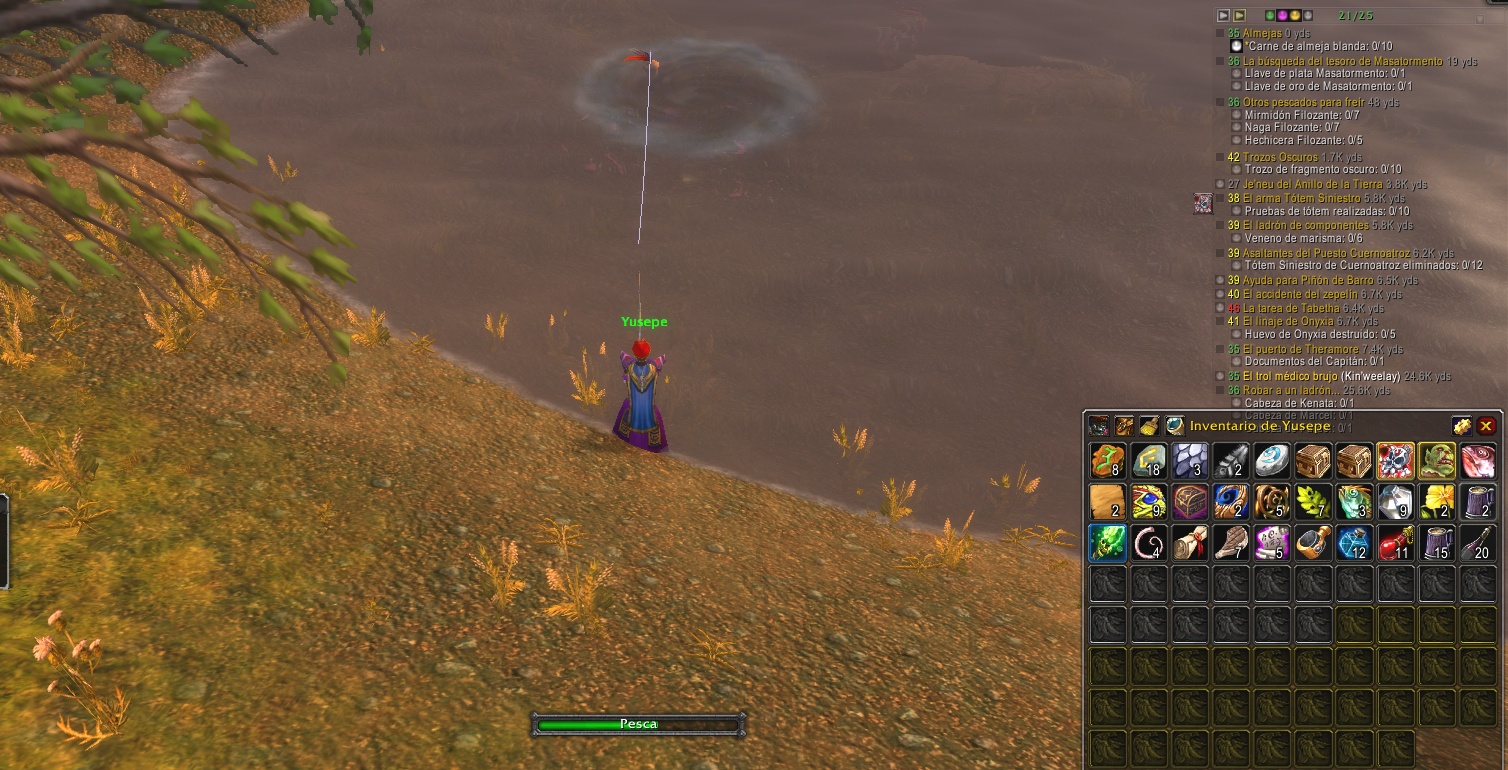 21/25
35 Almejas 0 yds
*Carne de almeja blanda: 0/10
36 La búsqueda del tesoro de Masatormento 19 yds
Llave de plata Masatormento: 0/1
Llave de oro de Masatormento: 0/1
36 Otros pescados para freír 48 yds
Mirmidón Filozante: 0/7
Naga Filozante: 0/7
Hechicera Filozante: 0/5
42 Trozos Oscuros 1.7K yds
Trozo de fragmento oscuro: 0/10
27 Je'neu del Anillo de la Tierra 3.8K yds
38 El arma Tótem Siniestro 5.8K yds
Pruebas de tótem realizadas: 0/10
39 El ladrón de componentes 5.8K yds
Veneno de marisma: 0/6
39 Asaltantes del Puesto Cuernoatroz 6.2K yds
Tótem Siniestro de Cuernoatroz eliminados: 0/12
39 Ayuda para Piñón de Barro 6.5K yds
40 El accidente del zepelín 6.7K yds
La tarea de Tabetha 6.4K yds
41 El linaje de Onyxia 6.7K yds
Huevo de Onyxia destruido: 0/5
35 El puerto de Theramore 7.4K yds
Documentos del Capitán: 0/1
35 El trol médico brujo (Kin'weelay) 24.6K yds
36 Robar a un ladrón... 25.6K yds
Cabeza de Kenata: 0/1
Cabeza de Marcel: 0/1
: 0/1
Yusepe
Inventario de Yusepe
8 18 3 2
2 9 2 5 7 3 9 2 2
4 7 5 12 11 15 20
Pesca